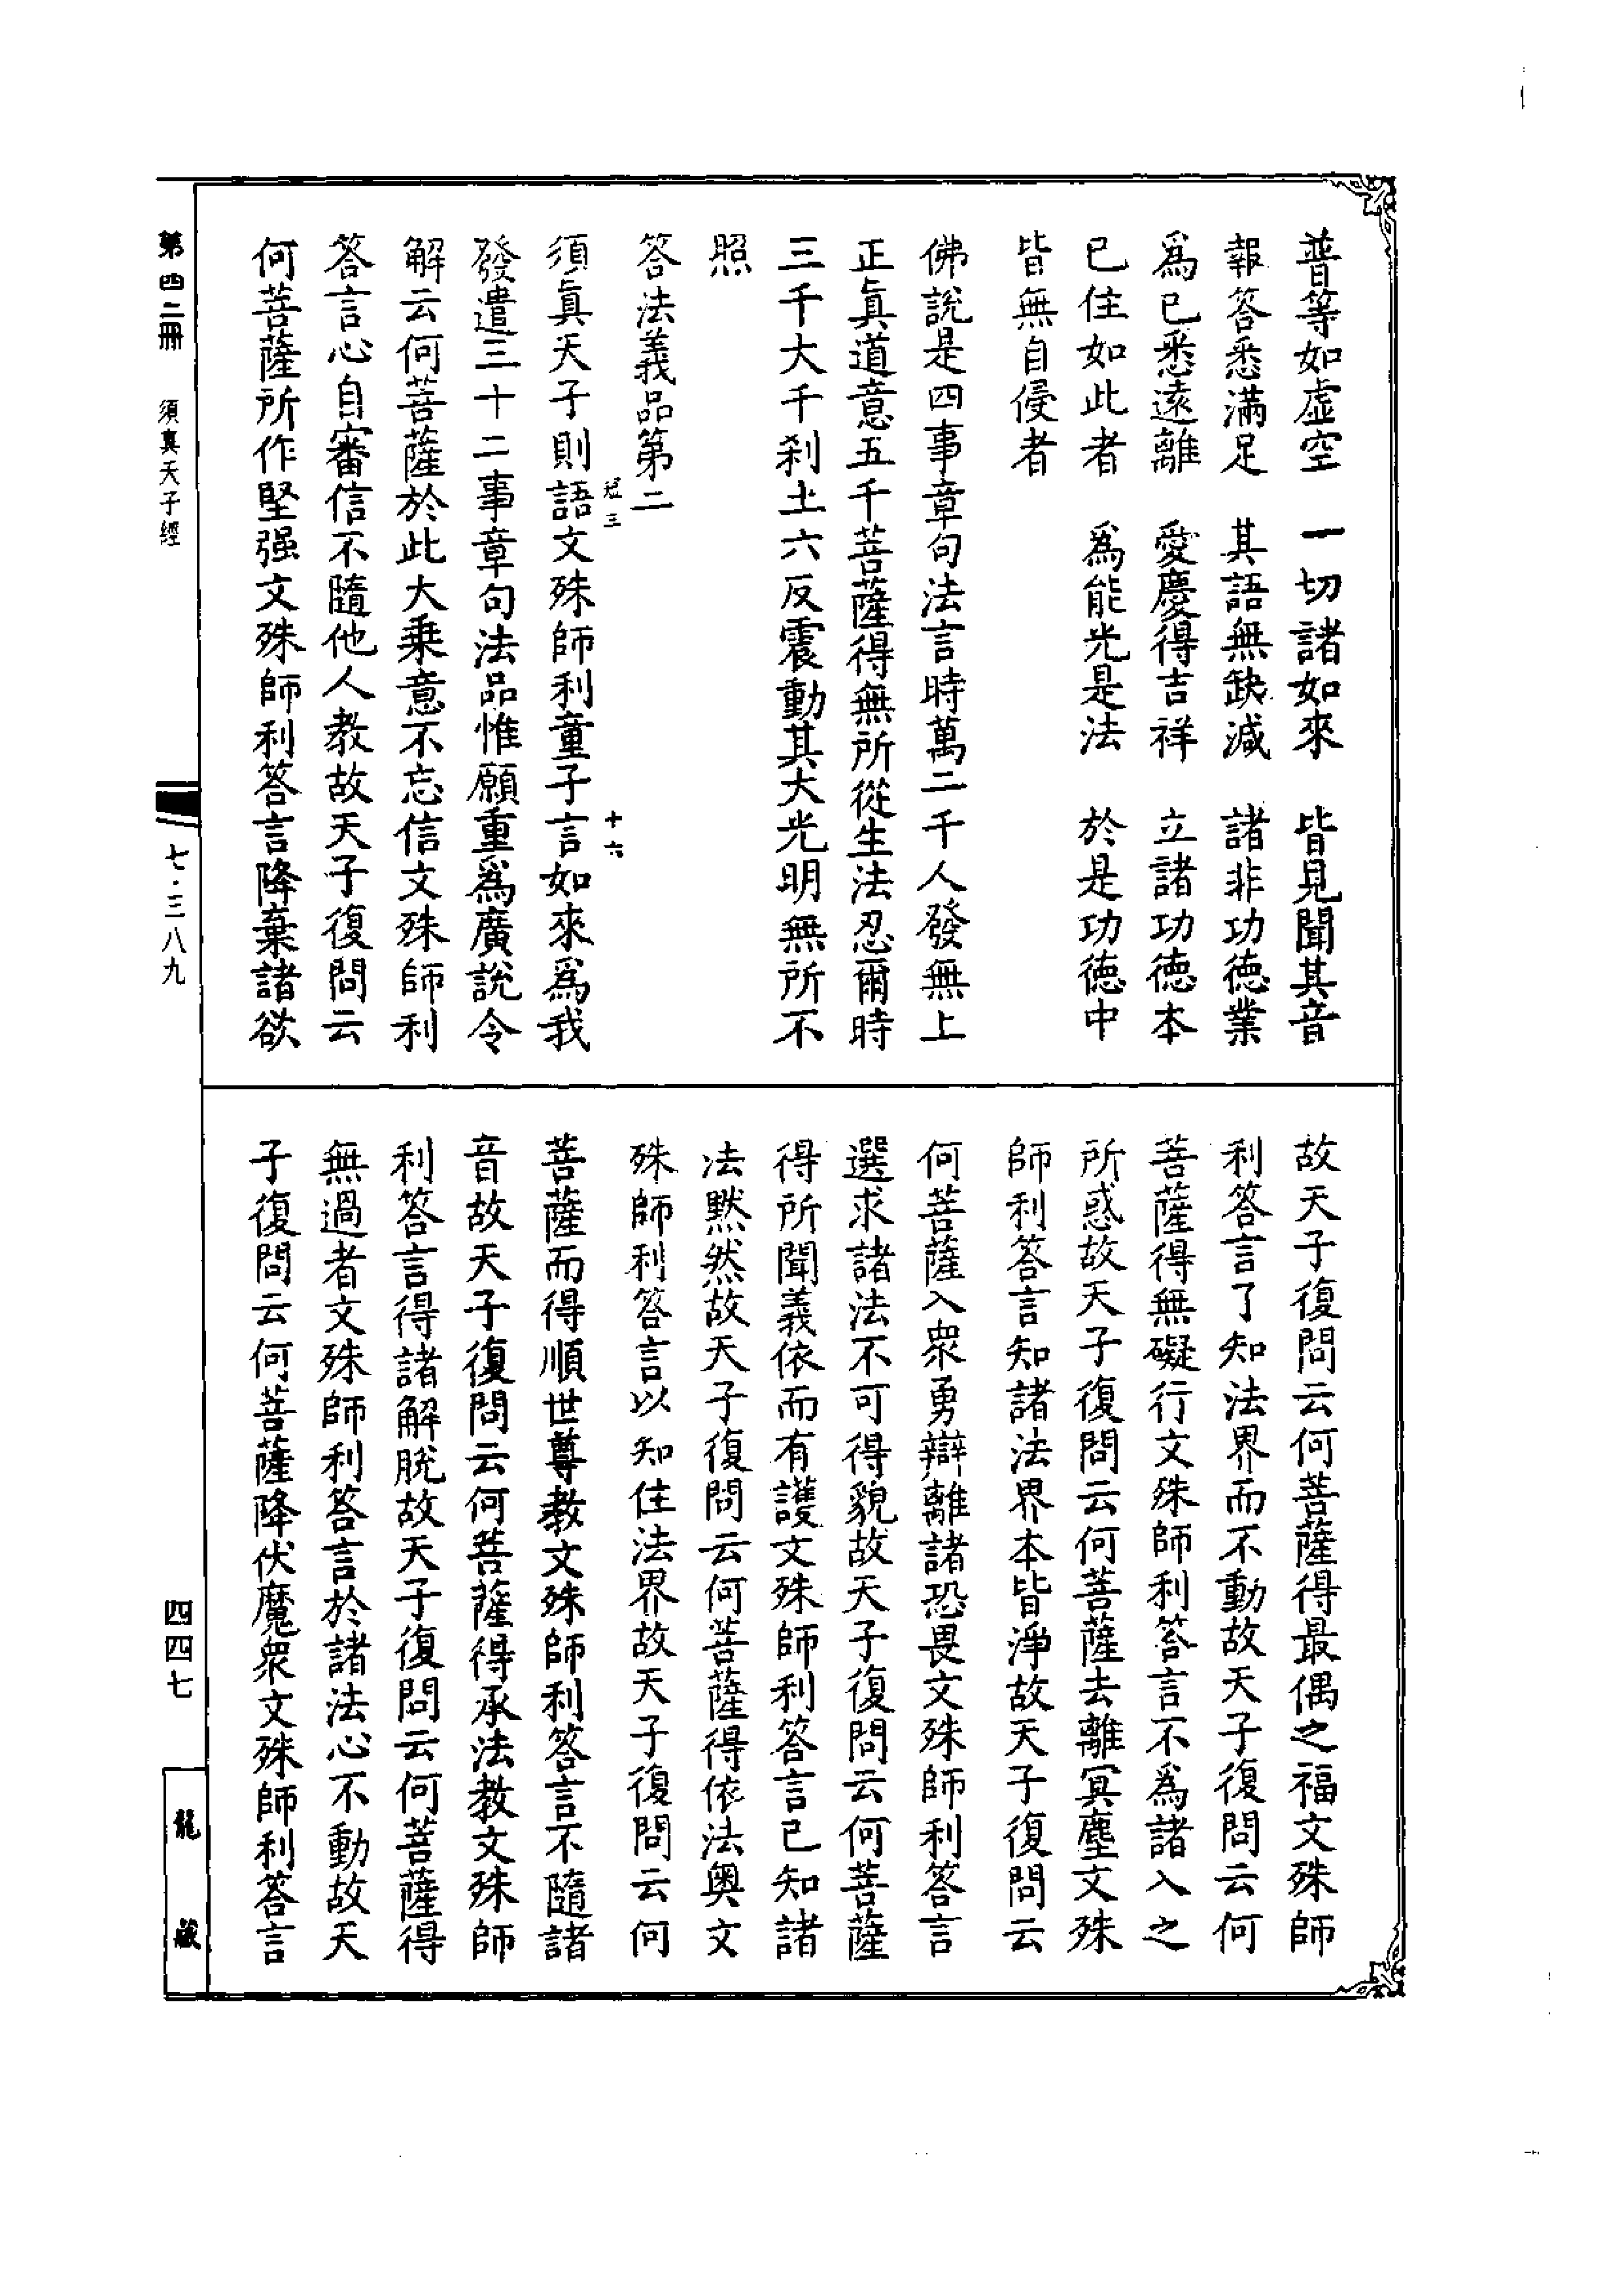 普等如虛空　一切諸如來　皆見聞其音
報答悉滿足　其語無缺減　諸非功德業
爲已悉遠離　愛慶得吉祥　立諸功德本
已住如此者　爲能光是法　於是功德中
皆無自侵者
佛說是四事章句法言時萬二千人發無上
正眞道意五千菩薩得無所從生法忍爾時
三千大千刹土六反震動其大光明無所不
照
答法義品第二
三　十六
須眞天子則語文殊師利童子言如來爲我
發遣三十二事章句法品惟願重爲廣說令
解云何菩薩於此大乘意不忘信文殊師利
答言心自審信不隨他人教故天子復問云
何菩薩所作堅强文殊師利答言降棄諸欲
故天子復問云何菩薩得最偶之福文殊師
利答言了知法界而不動故天子復問云何
菩薩得無礙行文殊師利答言不爲諸入之
所惑故天子復問云何菩薩去離冥塵文殊
師利答言知諸法界本皆淨故天子復問云
何菩薩入衆勇辯離諸恐畏文殊師利答言
選求諸法不可得貌故天子復問云何菩薩
得所聞義依而有護文殊師利答言已知諸
法默然故天子復問云何菩薩得依法奧文
殊師利答言以知住法界故天子復問云何
菩薩而得順世尊教文殊師利答言不隨諸
音故天子復問云何菩薩得承法教文殊師
利答言得諸解脫故天子復問云何菩薩得
無過者文殊師利答言於諸法心不動故天
子復問云何菩薩降伏魔衆文殊師利答言
第四二冊　須真天子經
七·三八九
四四七
龍藏